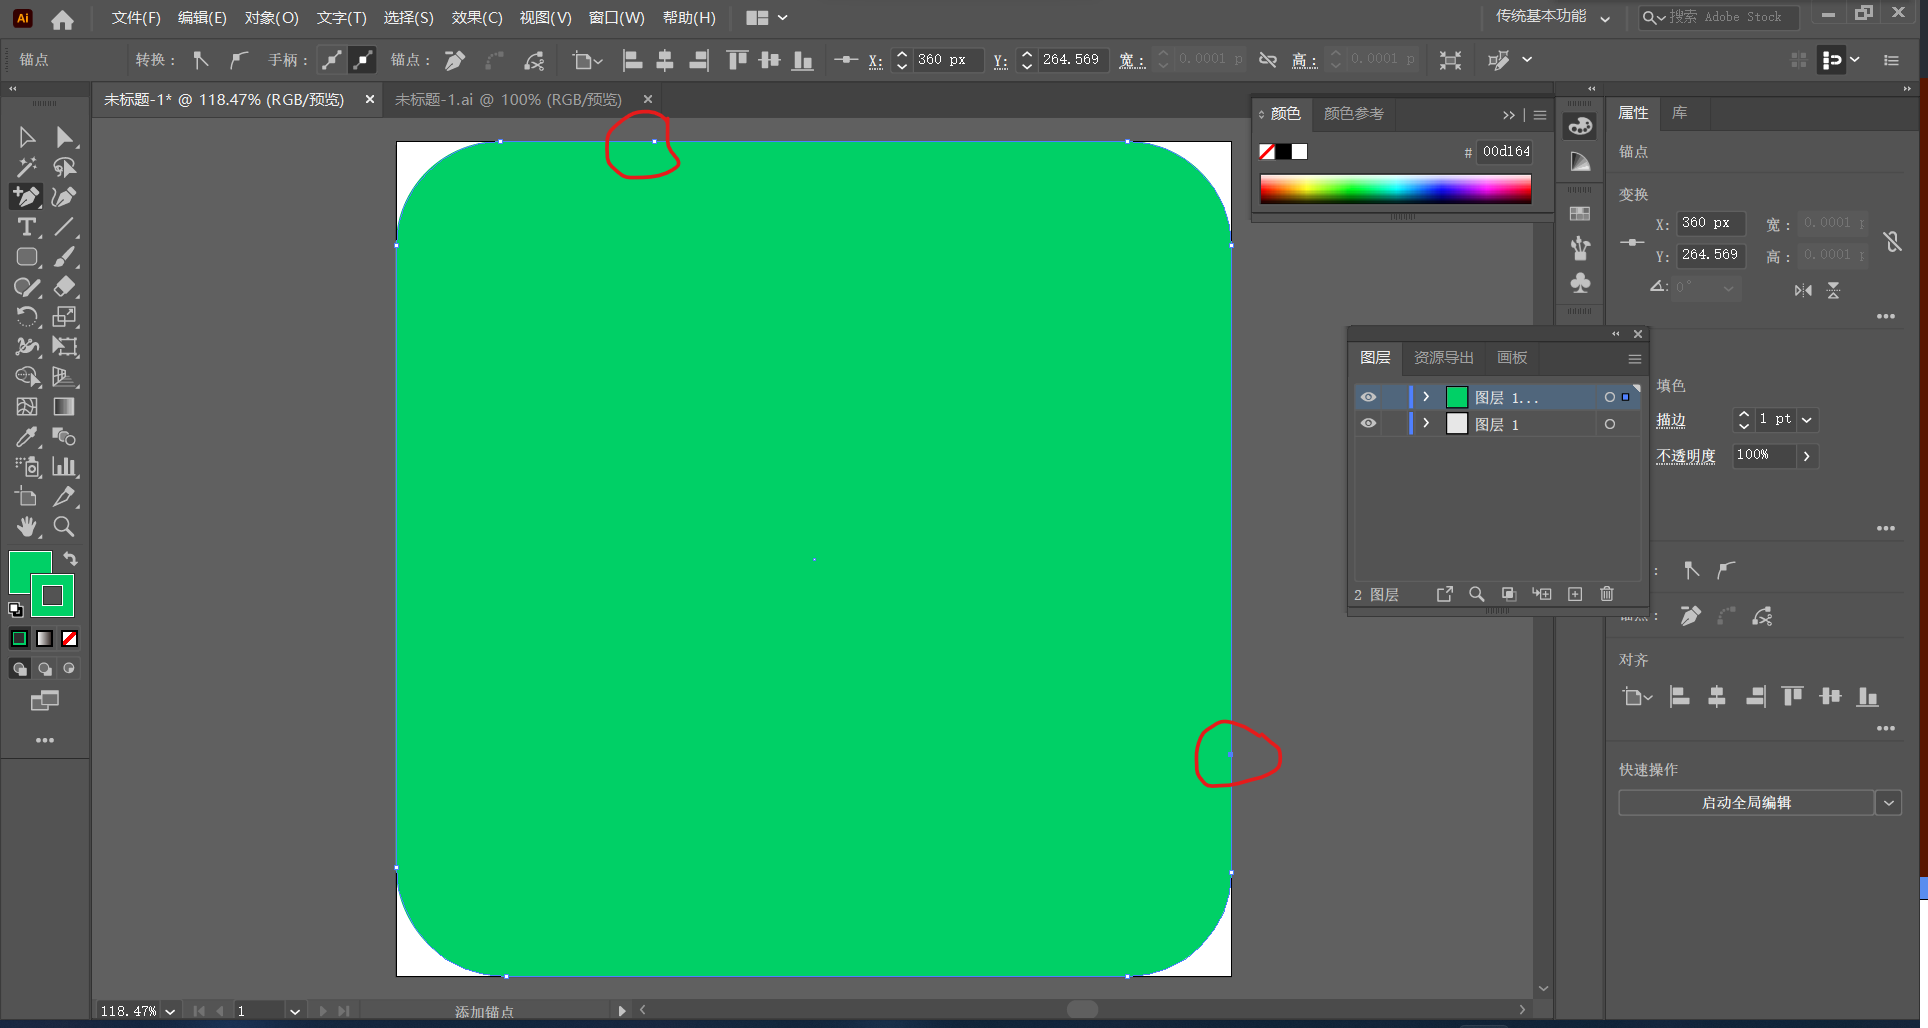 Ai 文件(F) 编辑(E) 对象(O) 文字(T) 选择(S) 效果(C) 视图(V) 窗口(W) 帮助(H) 传统基本功能 搜索 Adobe Stock
锚点 转换： 手柄： 锚点： X: 360 px Y: 264.569 宽： 0.0001 p 高： 0.0001 p
未标题-1* @ 118.47% (RGB/预览) × 未标题-1.ai @ 100% (RGB/预览) ×
颜色 颜色参考
# 00d164
属性 库
锚点
变换
X: 360 px 宽： 0.0001
Y: 264.569 高： 0.0001
0°
图层 资源导出 画板
图层 1...
图层 1
2 图层
填色
描边 1 pt
不透明度 100%
对齐
快速操作
启动全局编辑
118.47% 1 添加锚点